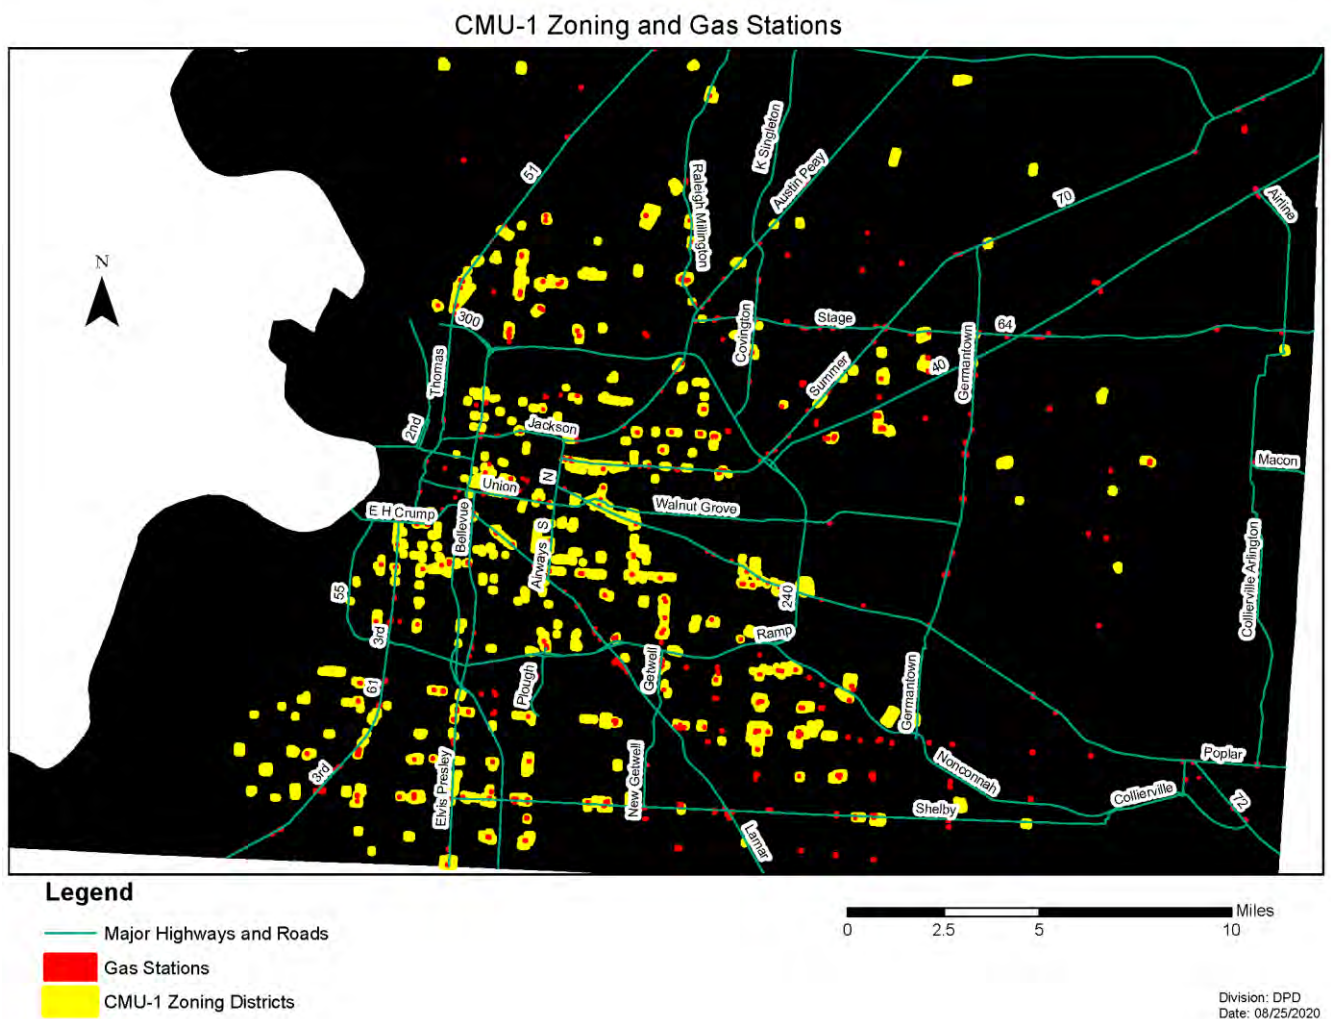 CMU-1 Zoning and Gas Stations
K Singleton
51
Raleigh Millington
Austin Peay
70
Airline
N
300
Covington
Stage
64
Germantown
Thomas
Summer
40
2nd
Jackson
Macon
N
Union
Walnut Grove
E H Crump
Bellevue
S
Airways
Collierville Arlington
55
240
3rd
Ramp
Getwell
Plough
Germantown
61
3rd
Elvis Presley
New Getwell
Nonconnah
Poplar
Collierville
72
Shelby
Lamar
Legend
Major Highways and Roads
Gas Stations
CMU-1 Zoning Districts
Miles
0 2.5 5 10
Division: DPD
Date: 08/25/2020